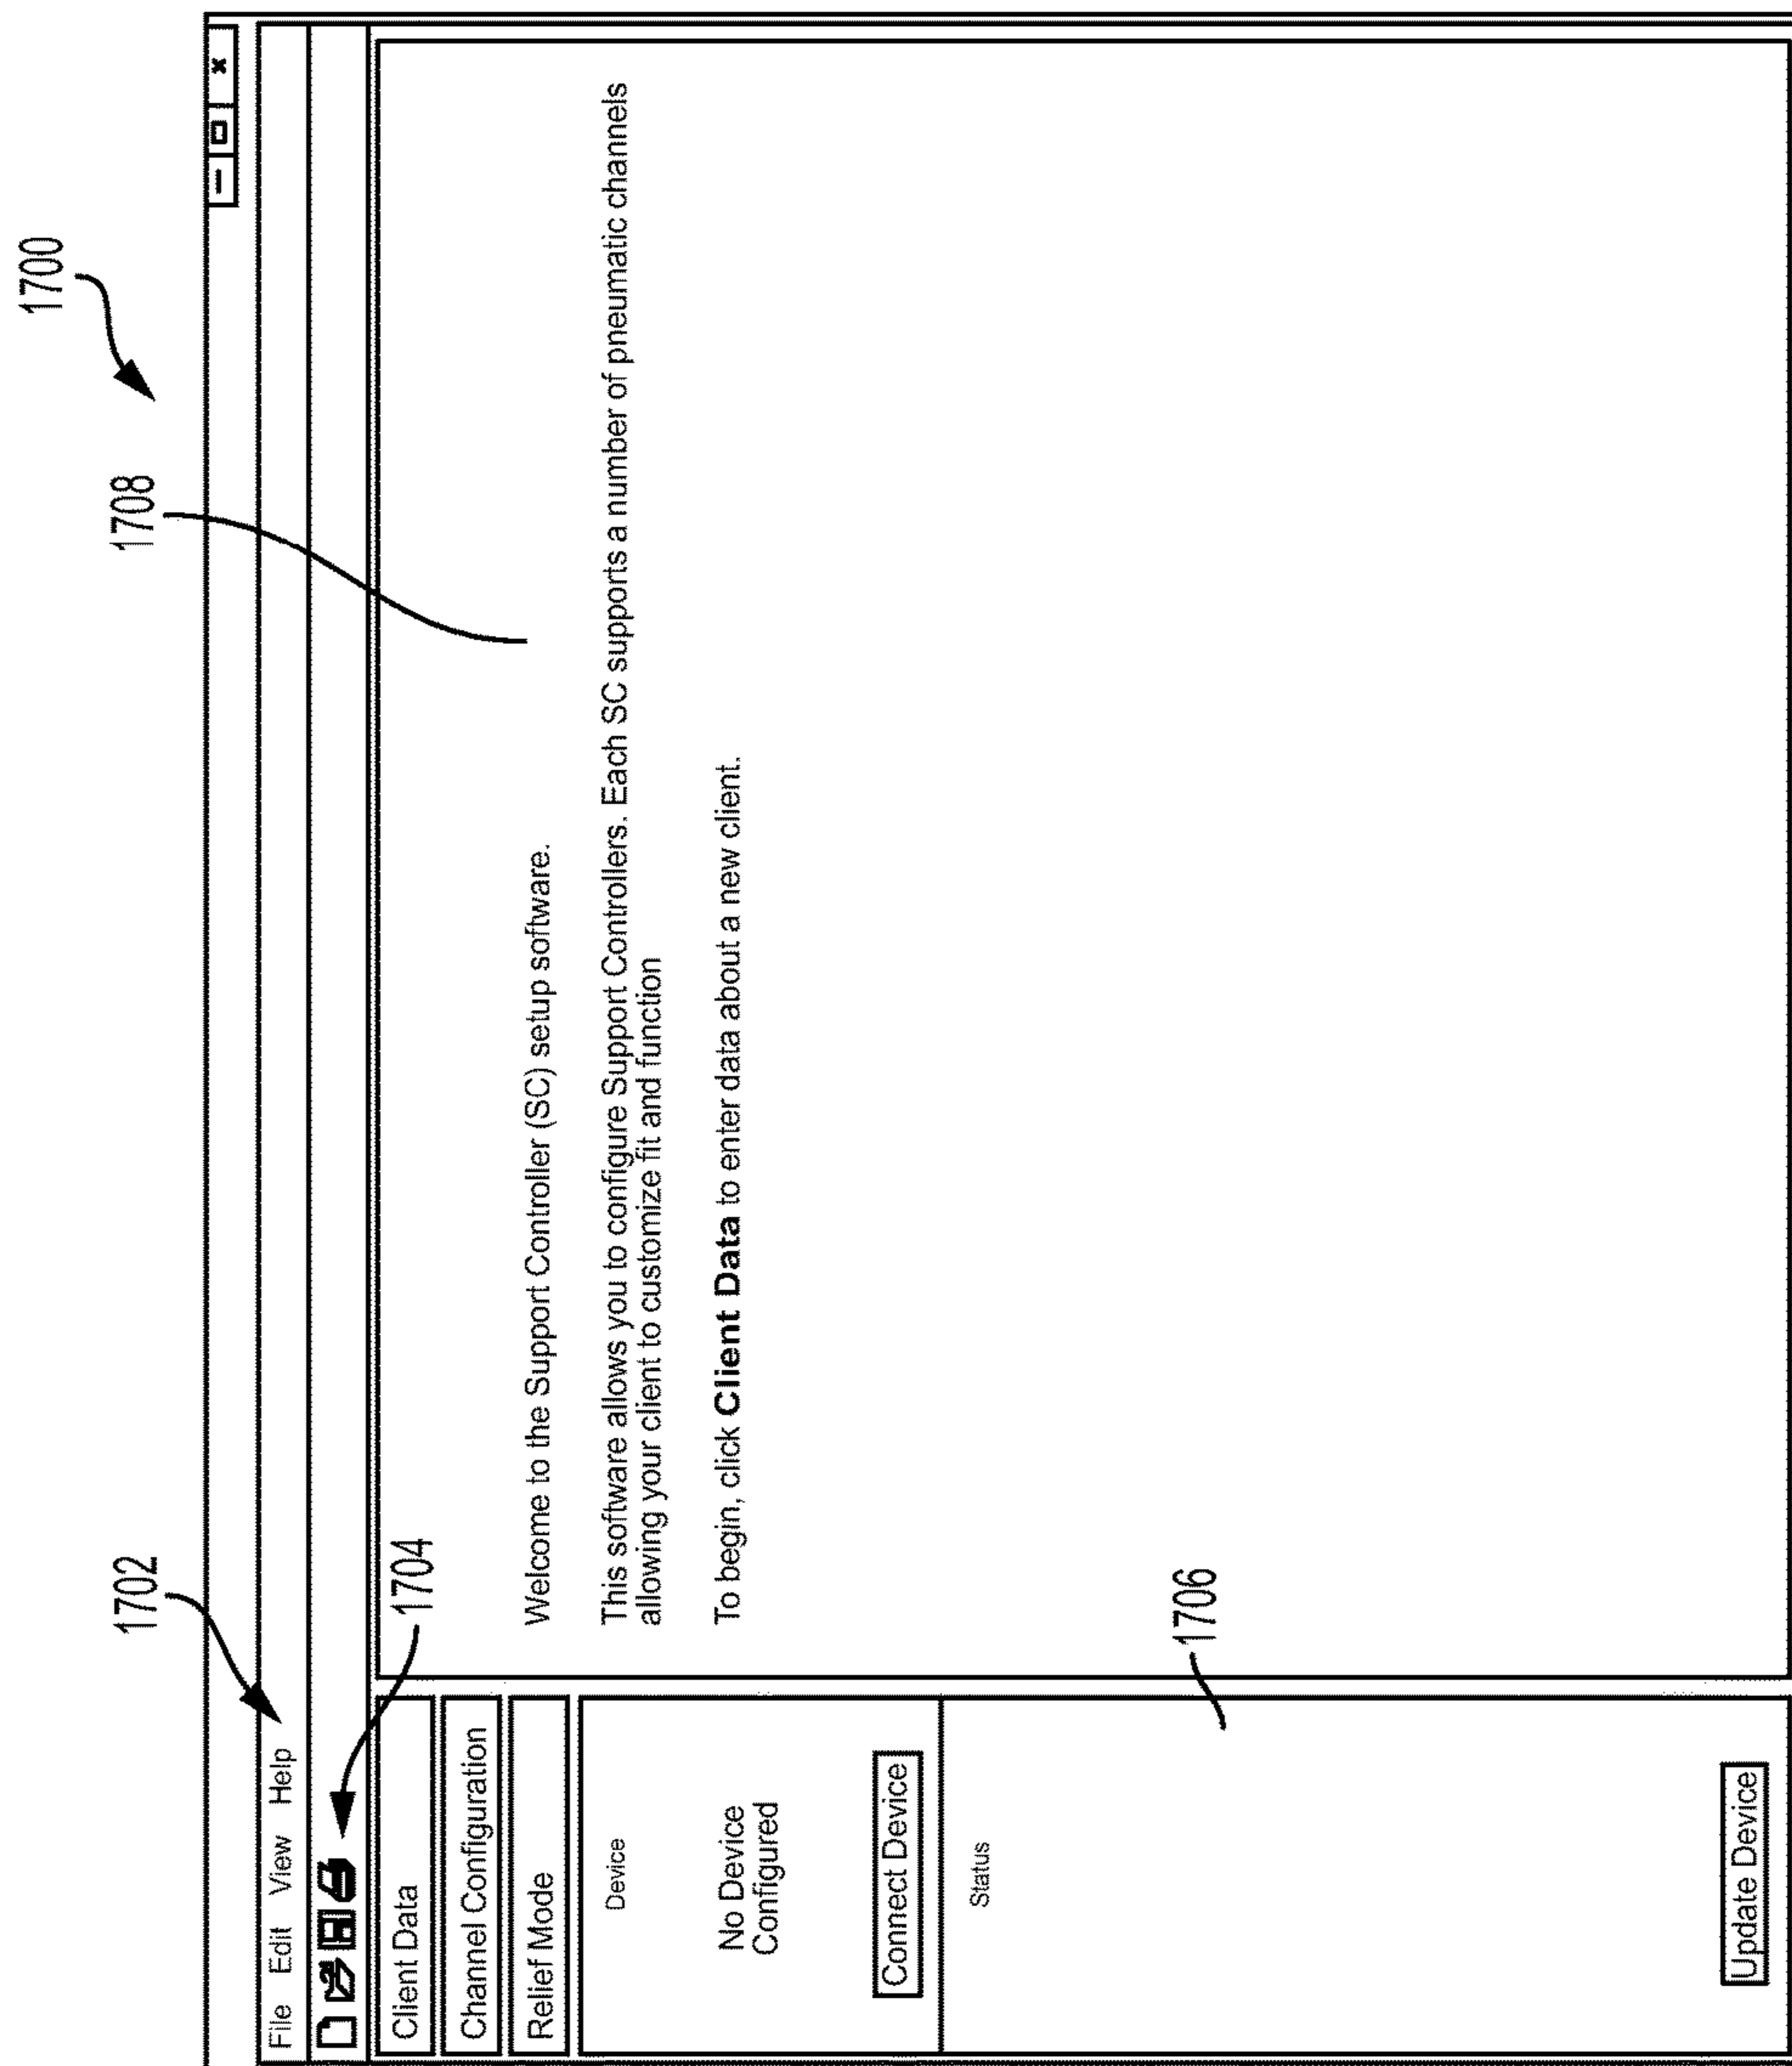 1700
1708
1702
File Edit View Help
1704
Client Data
Channel Configuration
Relief Mode
Device
No Device
Configured
Connect Device
Status
1706
Update Device
Welcome to the Support Controller (SC) setup software.
This software allows you to configure Support Controllers. Each SC supports a number of pneumatic channels
allowing your client to customize fit and function
To begin, click Client Data to enter data about a new client.